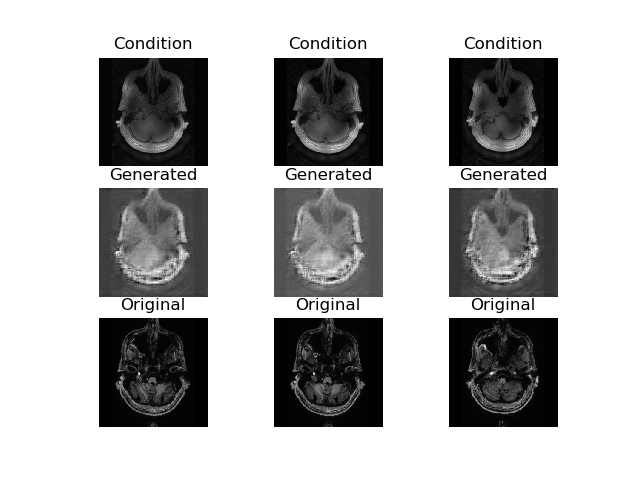 Condition Condition Condition
Generated Generated Generated
Original Original Original